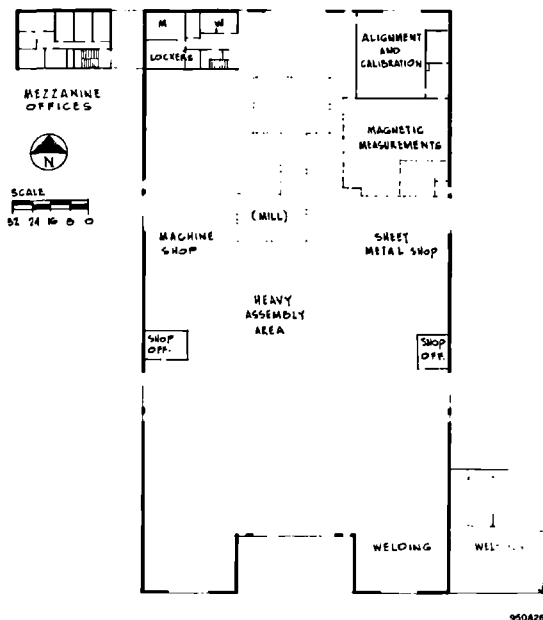 M
W
LOCKERS
ALIGNMENT
AND
CALIBRATION
MEZZANINE
OFFICES
MAGNETIC
MEASUREMENTS
N
SCALE
32 24 16 8 0
(MILL)
MACHINE
SHOP
SHEET
METAL SHOP
HEAVY
ASSEMBLY
AREA
SHOP
OFF.
SHOP
OFF.
WELDING
950A26